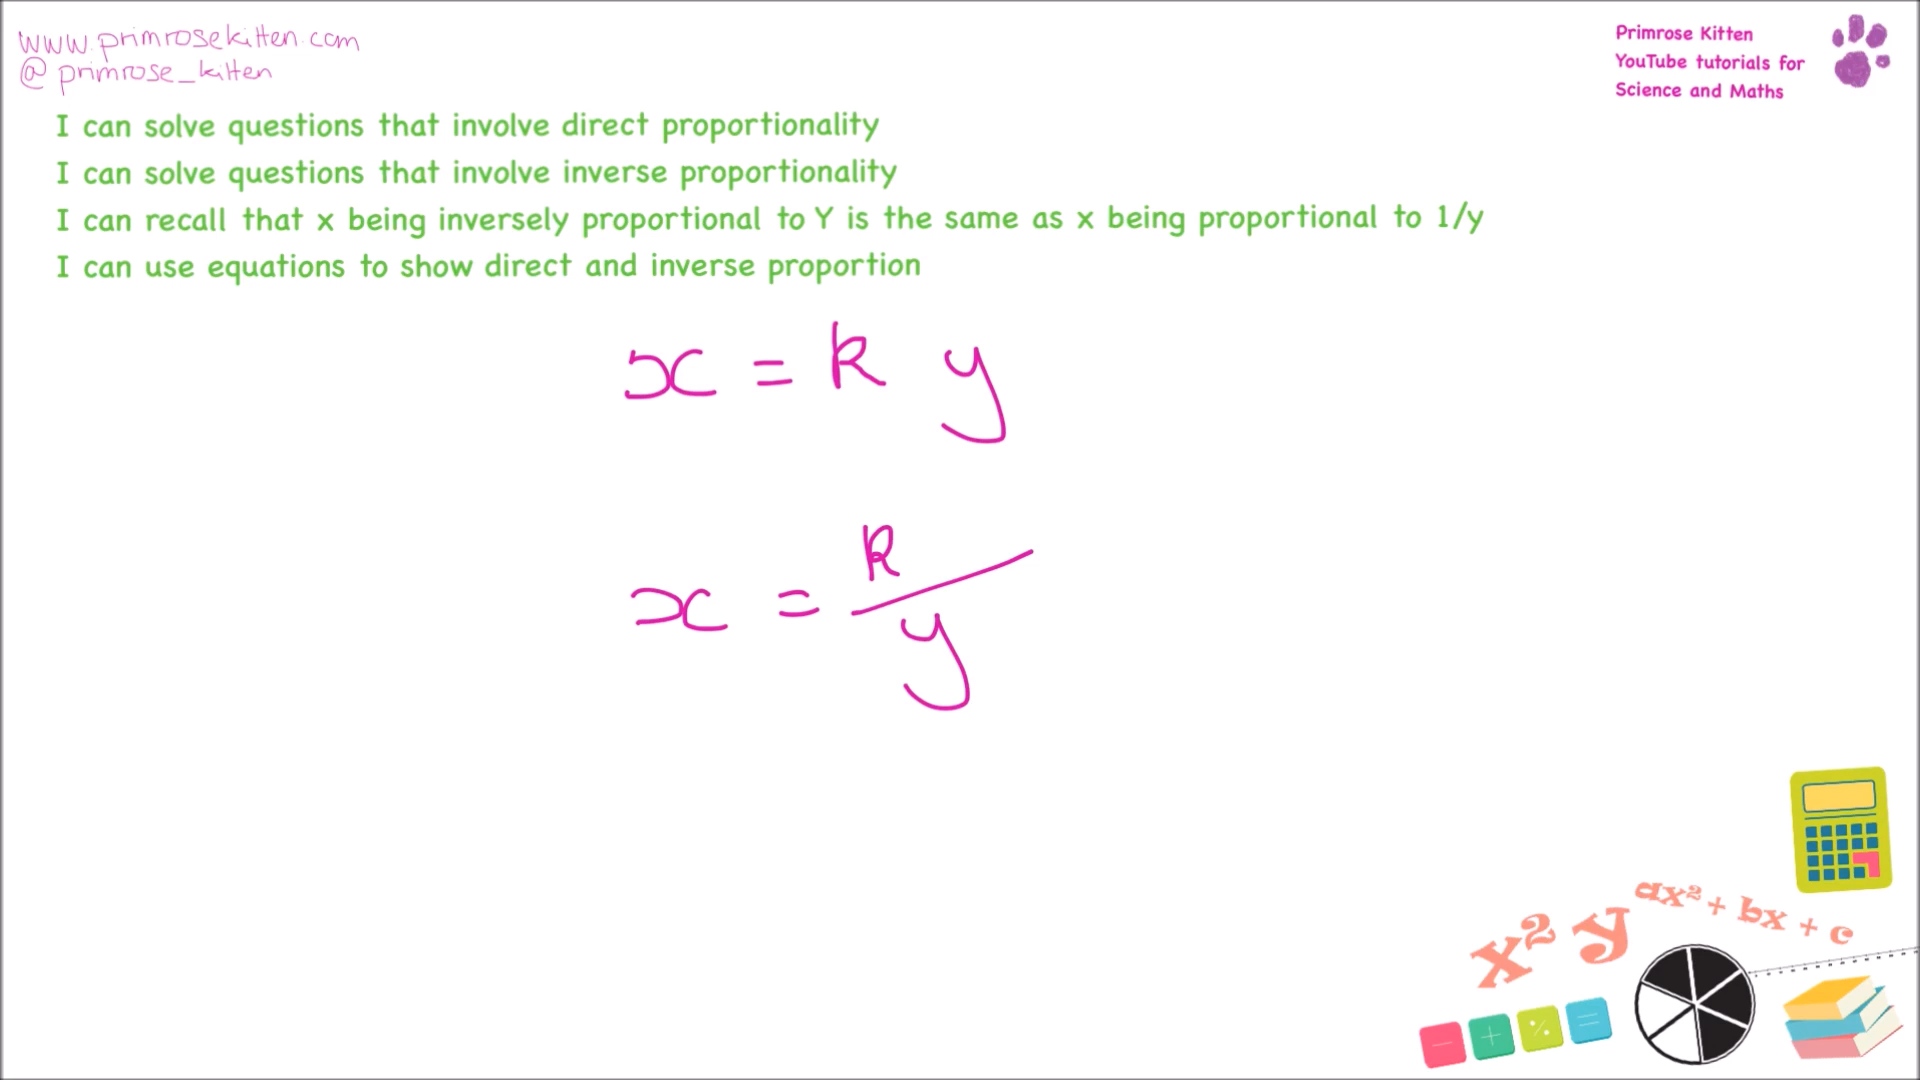 www.primrosekitten.com
@primrose_kitten
Primrose Kitten
YouTube tutorials for
Science and Maths
I can solve questions that involve direct proportionality
I can solve questions that involve inverse proportionality
I can recall that x being inversely proportional to Y is the same as x being proportional to 1/y
I can use equations to show direct and inverse proportion
x = k y
x = k/y
ax² + bx + c
x² y
− + % =